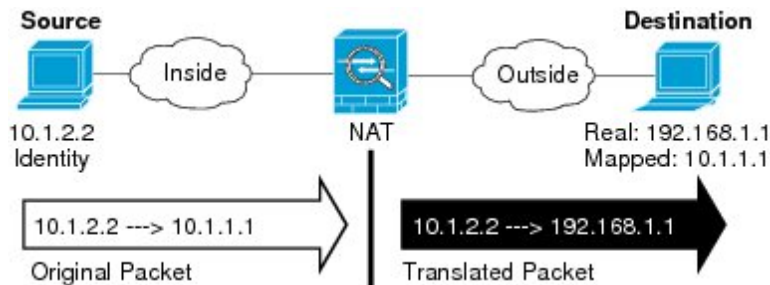 Source
Destination
Inside
Outside
10.1.2.2
Identity
NAT
Real: 192.168.1.1
Mapped: 10.1.1.1
10.1.2.2 ---> 10.1.1.1
10.1.2.2 ---> 192.168.1.1
Original Packet
Translated Packet